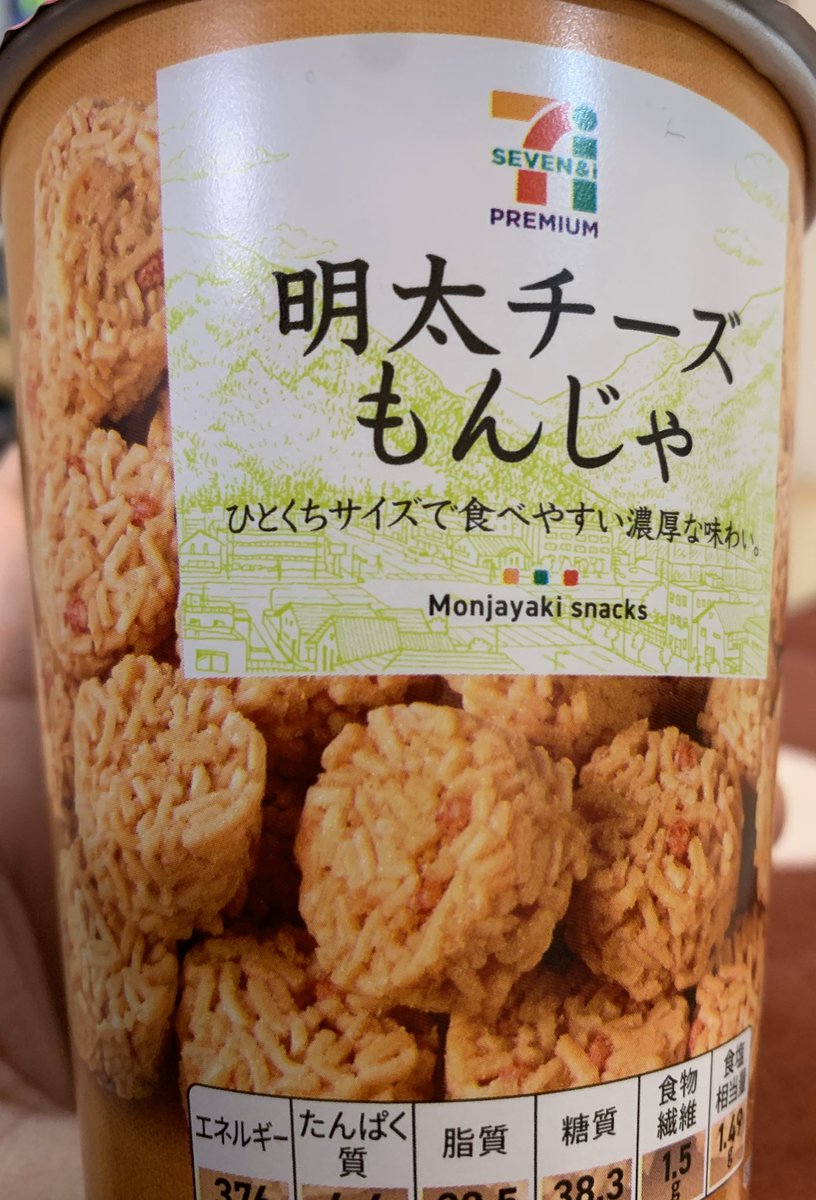 SEVEN&i
PREMIUM
明太チーズ
もんじゃ
ひとくちサイズで食べやすい濃厚な味わい。
Monjayaki snacks
エネルギー
たんぱく
質
脂質
糖質
食物
繊維
食塩
相当量
376
38.3
1.5
g
1.49
g